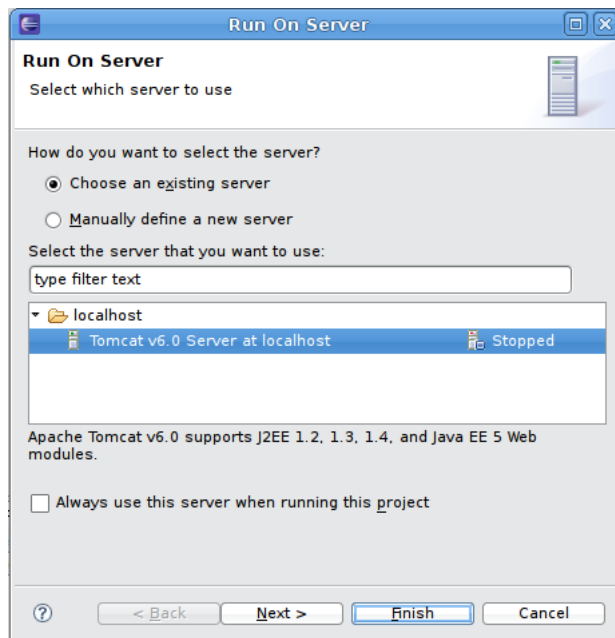 Run On Server
Run On Server
Select which server to use
How do you want to select the server?
Choose an existing server
Manually define a new server
Select the server that you want to use:
type filter text
localhost
Tomcat v6.0 Server at localhost Stopped
Apache Tomcat v6.0 supports J2EE 1.2, 1.3, 1.4, and Java EE 5 Web
modules.
Always use this server when running this project
? < Back Next > Finish Cancel